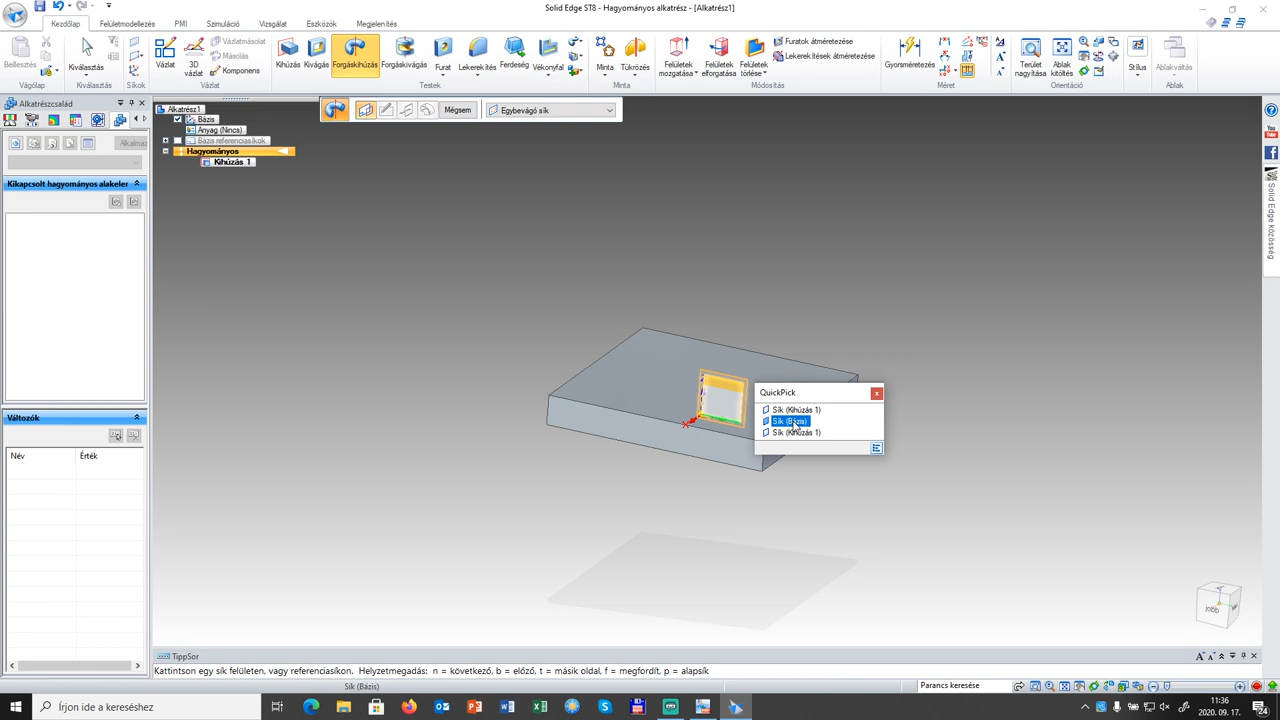 Solid Edge ST8 - Hagyományos alkatrész - [Alkatrész1]
Kezdőlap Felületmodellezés PMI Szimuláció Vizsgálat Eszközök Megjelenítés
Beillesztés
Kiválasztás
Vázlat
3D vázlat
Vázlatmásolat
Másolás
Komponens
Kihúzás
Kivágás
Forgáskihúzás
Forgáskivágás
Furat
Lekerekítés
Ferdeség
Vékonyfal
Minta
Tükrözés
Felületek mozgatása
Felületek elforgatása
Felületek törlése
Furatok átméretezése
Lekerekítések átméretezése
Gyorsméretezés
Terület nagyítása
Ablak kitöltés
Stílus
Ablakváltás
Vágólap Kiválasztás Síkok Vázlat Testek Minta Módosítás Méret Nézet Stílus Ablak
Alkatrészcsalád
Alkalmaz
Kikapcsolt hagyományos alakeler
Változók
Név Érték
Alkatrész1
Bázis
Anyag (Nincs)
Bázis referenciasíkok
Hagyományos
Kihúzás 1
Mégsem
Egybevágó sík
QuickPick
Sík (Kihúzás 1)
Sík (Bázis)
Sík (Kihúzás 1)
jobb
Solid Edge közösség
TippSor
Kattintson egy sík felületen, vagy referenciasíkon. Helyzetmegadás: n = következő, b = előző, t = másik oldal, f = megfordít, p = alapsík
Sík (Bázis)
Parancs keresése
Írjon ide a kereséshez
11:36
2020. 09. 17.
24